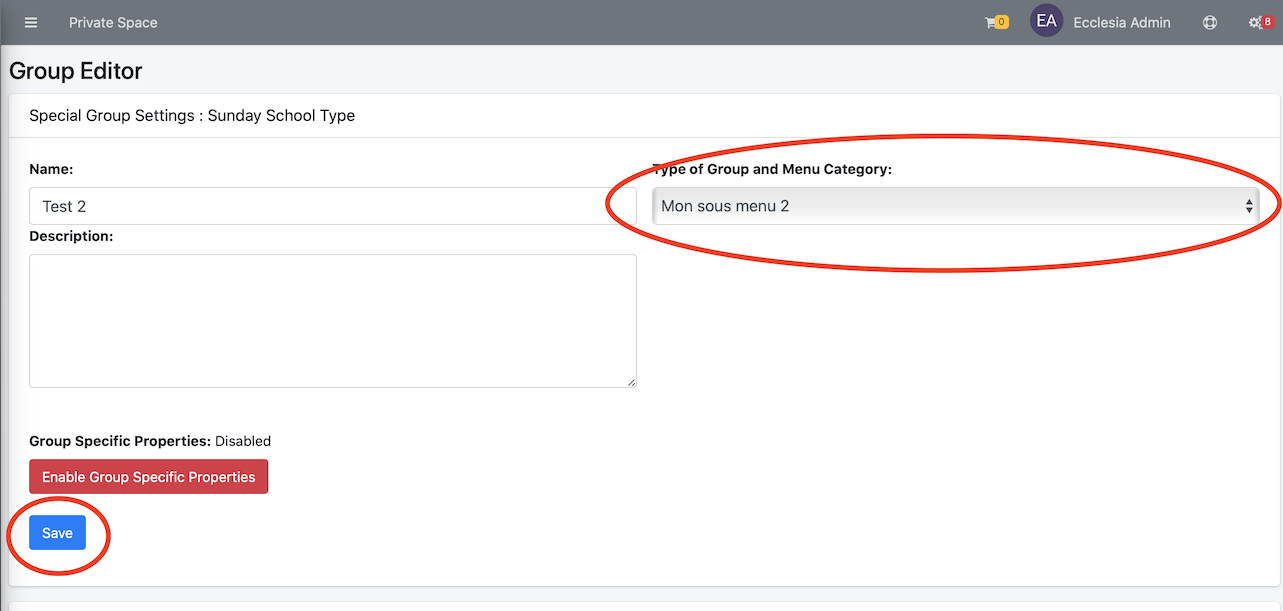 Private Space
0
EA
Ecclesia Admin
8
Group Editor
Special Group Settings : Sunday School Type
Name:
Type of Group and Menu Category:
Test 2
Mon sous menu 2
Description:
Group Specific Properties: Disabled
Enable Group Specific Properties
Save